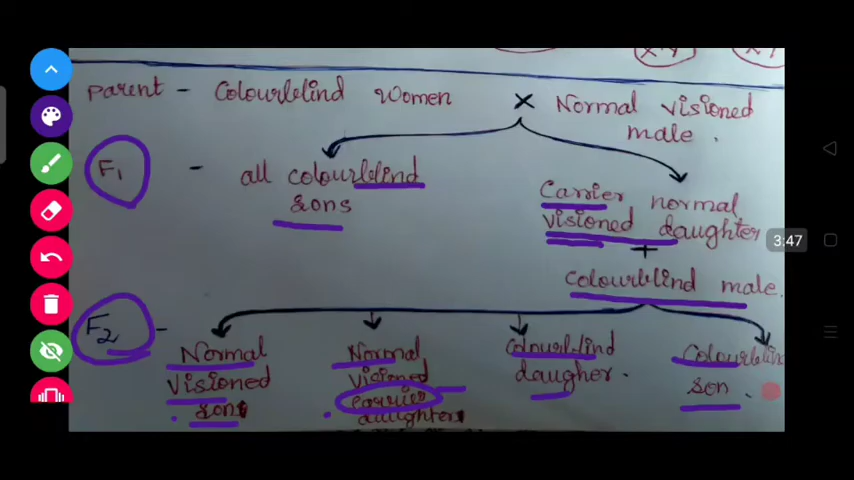 Parent - Colourblind Women × Normal visioned
male.
F1 - all colourblind
sons
Carrier normal
visioned daughter
+
Colourblind male.
F2 -
Normal
visioned
sons
Normal
visioned
carrier
daughters
Colourblind
daugher.
Colourblin
son.
3:47